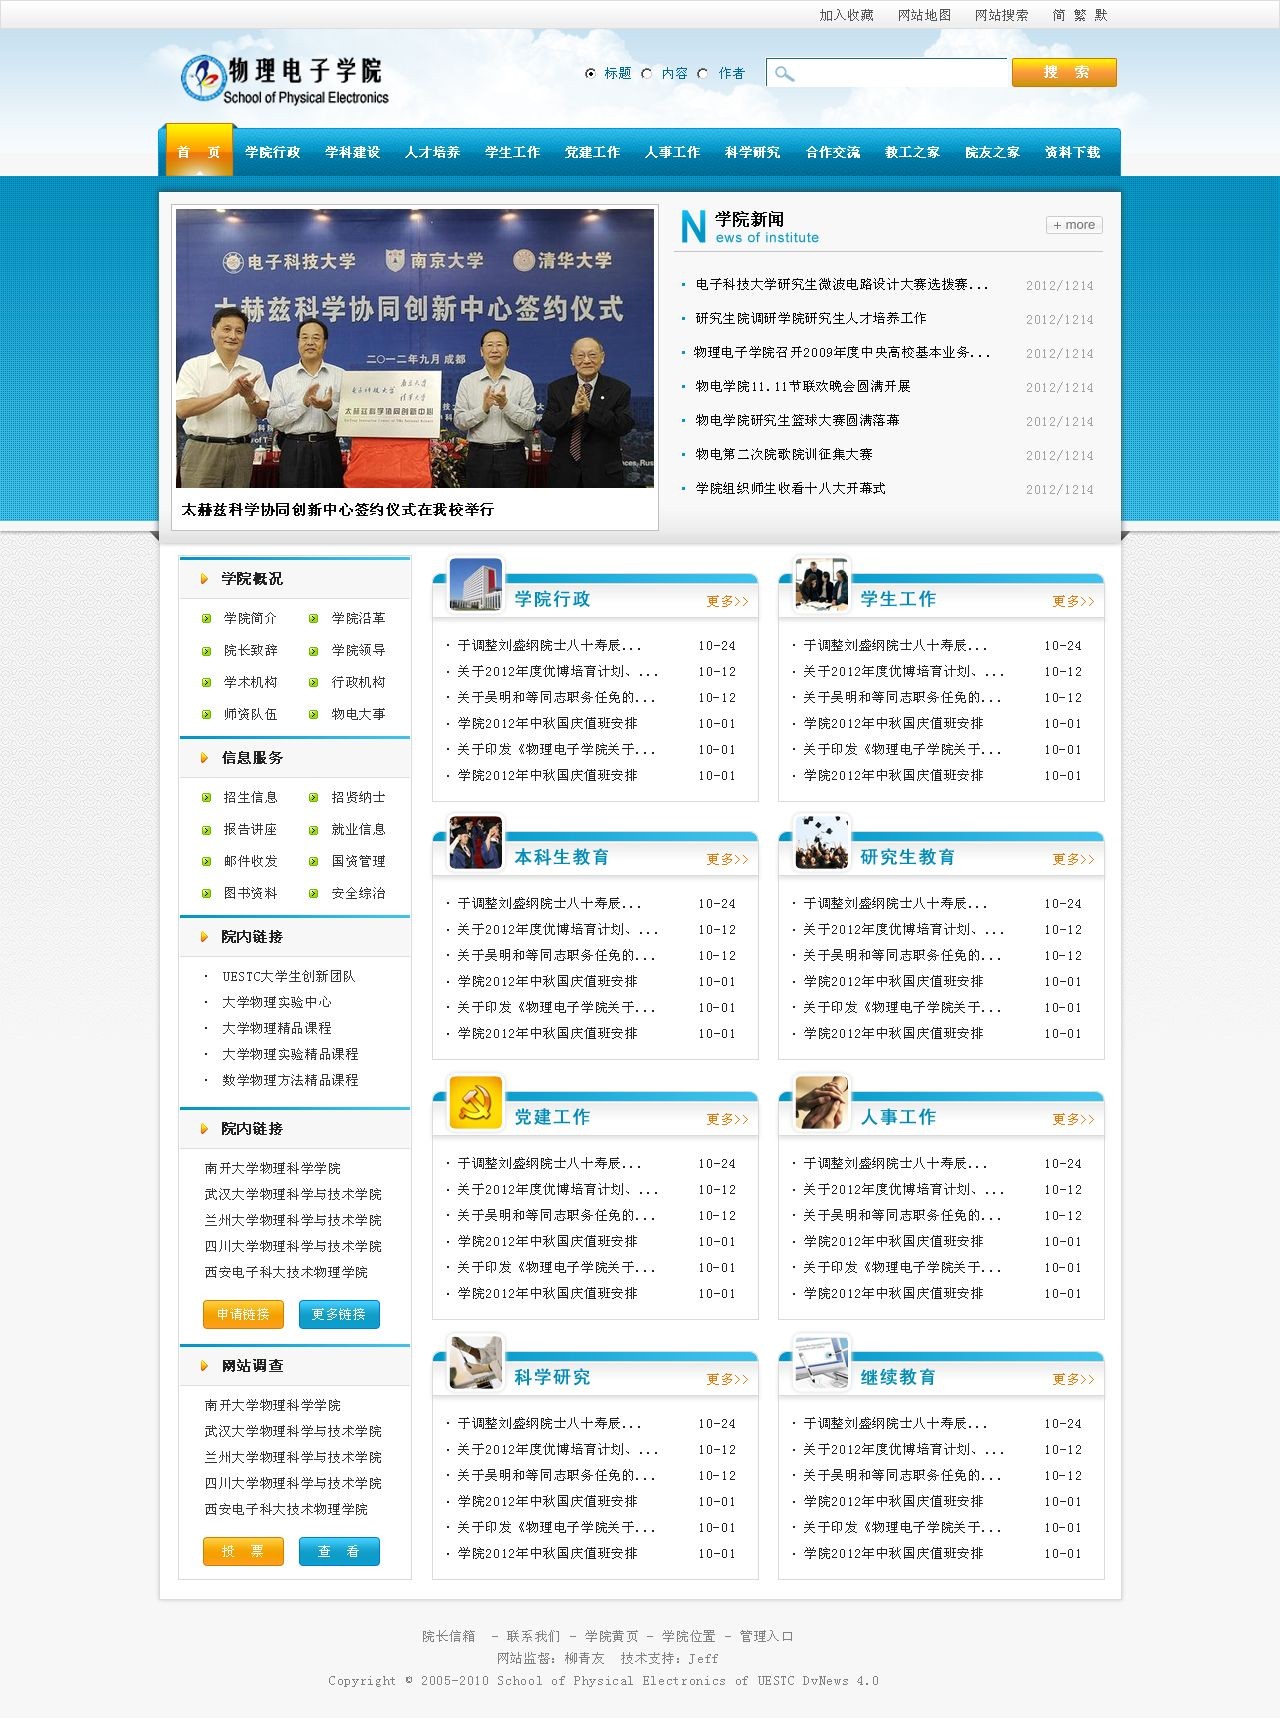 加入收藏 网站地图 网站搜索 简 繁 默
物理电子学院
School of Physical Electronics
标题 内容 作者 搜 索
首 页 学院行政 学科建设 人才培养 学生工作 党建工作 人事工作 科学研究 合作交流 教工之家 院友之家 资料下载
电子科技大学 南京大学 清华大学
太赫兹科学协同创新中心签约仪式
二〇一二年九月 成都
电子科技大学 南京大学
清华大学
太赫兹科学协同创新中心
太赫兹科学协同创新中心签约仪式在我校举行
学院新闻
News of institute
+ more
电子科技大学研究生微波电路设计大赛选拨赛... 2012/1214
研究生院调研学院研究生人才培养工作 2012/1214
物理电子学院召开2009年度中央高校基本业务... 2012/1214
物电学院11.11节联欢晚会圆满开展 2012/1214
物电学院研究生篮球大赛圆满落幕 2012/1214
物电第二次院歌院训征集大赛 2012/1214
学院组织师生收看十八大开幕式 2012/1214
学院概况
学院简介 学院沿革
院长致辞 学院领导
学术机构 行政机构
师资队伍 物电大事
信息服务
招生信息 招贤纳士
报告讲座 就业信息
邮件收发 国资管理
图书资料 安全综治
院内链接
· UESTC大学生创新团队
· 大学物理实验中心
· 大学物理精品课程
· 大学物理实验精品课程
· 数学物理方法精品课程
院内链接
南开大学物理科学学院
武汉大学物理科学与技术学院
兰州大学物理科学与技术学院
四川大学物理科学与技术学院
西安电子科大技术物理学院
申请链接 更多链接
网站调查
南开大学物理科学学院
武汉大学物理科学与技术学院
兰州大学物理科学与技术学院
四川大学物理科学与技术学院
西安电子科大技术物理学院
投 票 查 看
学院行政 更多>>
· 于调整刘盛纲院士八十寿辰... 10-24
· 关于2012年度优博培育计划、... 10-12
· 关于吴明和等同志职务任免的... 10-12
· 学院2012年中秋国庆值班安排 10-01
· 关于印发《物理电子学院关于... 10-01
· 学院2012年中秋国庆值班安排 10-01
学生工作 更多>>
· 于调整刘盛纲院士八十寿辰... 10-24
· 关于2012年度优博培育计划、... 10-12
· 关于吴明和等同志职务任免的... 10-12
· 学院2012年中秋国庆值班安排 10-01
· 关于印发《物理电子学院关于... 10-01
· 学院2012年中秋国庆值班安排 10-01
本科生教育 更多>>
· 于调整刘盛纲院士八十寿辰... 10-24
· 关于2012年度优博培育计划、... 10-12
· 关于吴明和等同志职务任免的... 10-12
· 学院2012年中秋国庆值班安排 10-01
· 关于印发《物理电子学院关于... 10-01
· 学院2012年中秋国庆值班安排 10-01
研究生教育 更多>>
· 于调整刘盛纲院士八十寿辰... 10-24
· 关于2012年度优博培育计划、... 10-12
· 关于吴明和等同志职务任免的... 10-12
· 学院2012年中秋国庆值班安排 10-01
· 关于印发《物理电子学院关于... 10-01
· 学院2012年中秋国庆值班安排 10-01
党建工作 更多>>
· 于调整刘盛纲院士八十寿辰... 10-24
· 关于2012年度优博培育计划、... 10-12
· 关于吴明和等同志职务任免的... 10-12
· 学院2012年中秋国庆值班安排 10-01
· 关于印发《物理电子学院关于... 10-01
· 学院2012年中秋国庆值班安排 10-01
人事工作 更多>>
· 于调整刘盛纲院士八十寿辰... 10-24
· 关于2012年度优博培育计划、... 10-12
· 关于吴明和等同志职务任免的... 10-12
· 学院2012年中秋国庆值班安排 10-01
· 关于印发《物理电子学院关于... 10-01
· 学院2012年中秋国庆值班安排 10-01
科学研究 更多>>
· 于调整刘盛纲院士八十寿辰... 10-24
· 关于2012年度优博培育计划、... 10-12
· 关于吴明和等同志职务任免的... 10-12
· 学院2012年中秋国庆值班安排 10-01
· 关于印发《物理电子学院关于... 10-01
· 学院2012年中秋国庆值班安排 10-01
继续教育 更多>>
· 于调整刘盛纲院士八十寿辰... 10-24
· 关于2012年度优博培育计划、... 10-12
· 关于吴明和等同志职务任免的... 10-12
· 学院2012年中秋国庆值班安排 10-01
· 关于印发《物理电子学院关于... 10-01
· 学院2012年中秋国庆值班安排 10-01
院长信箱 - 联系我们 - 学院黄页 - 学院位置 - 管理入口
网站监督：柳青友 技术支持：Jeff
Copyright © 2005-2010 School of Physical Electronics of UESTC DvNews 4.0